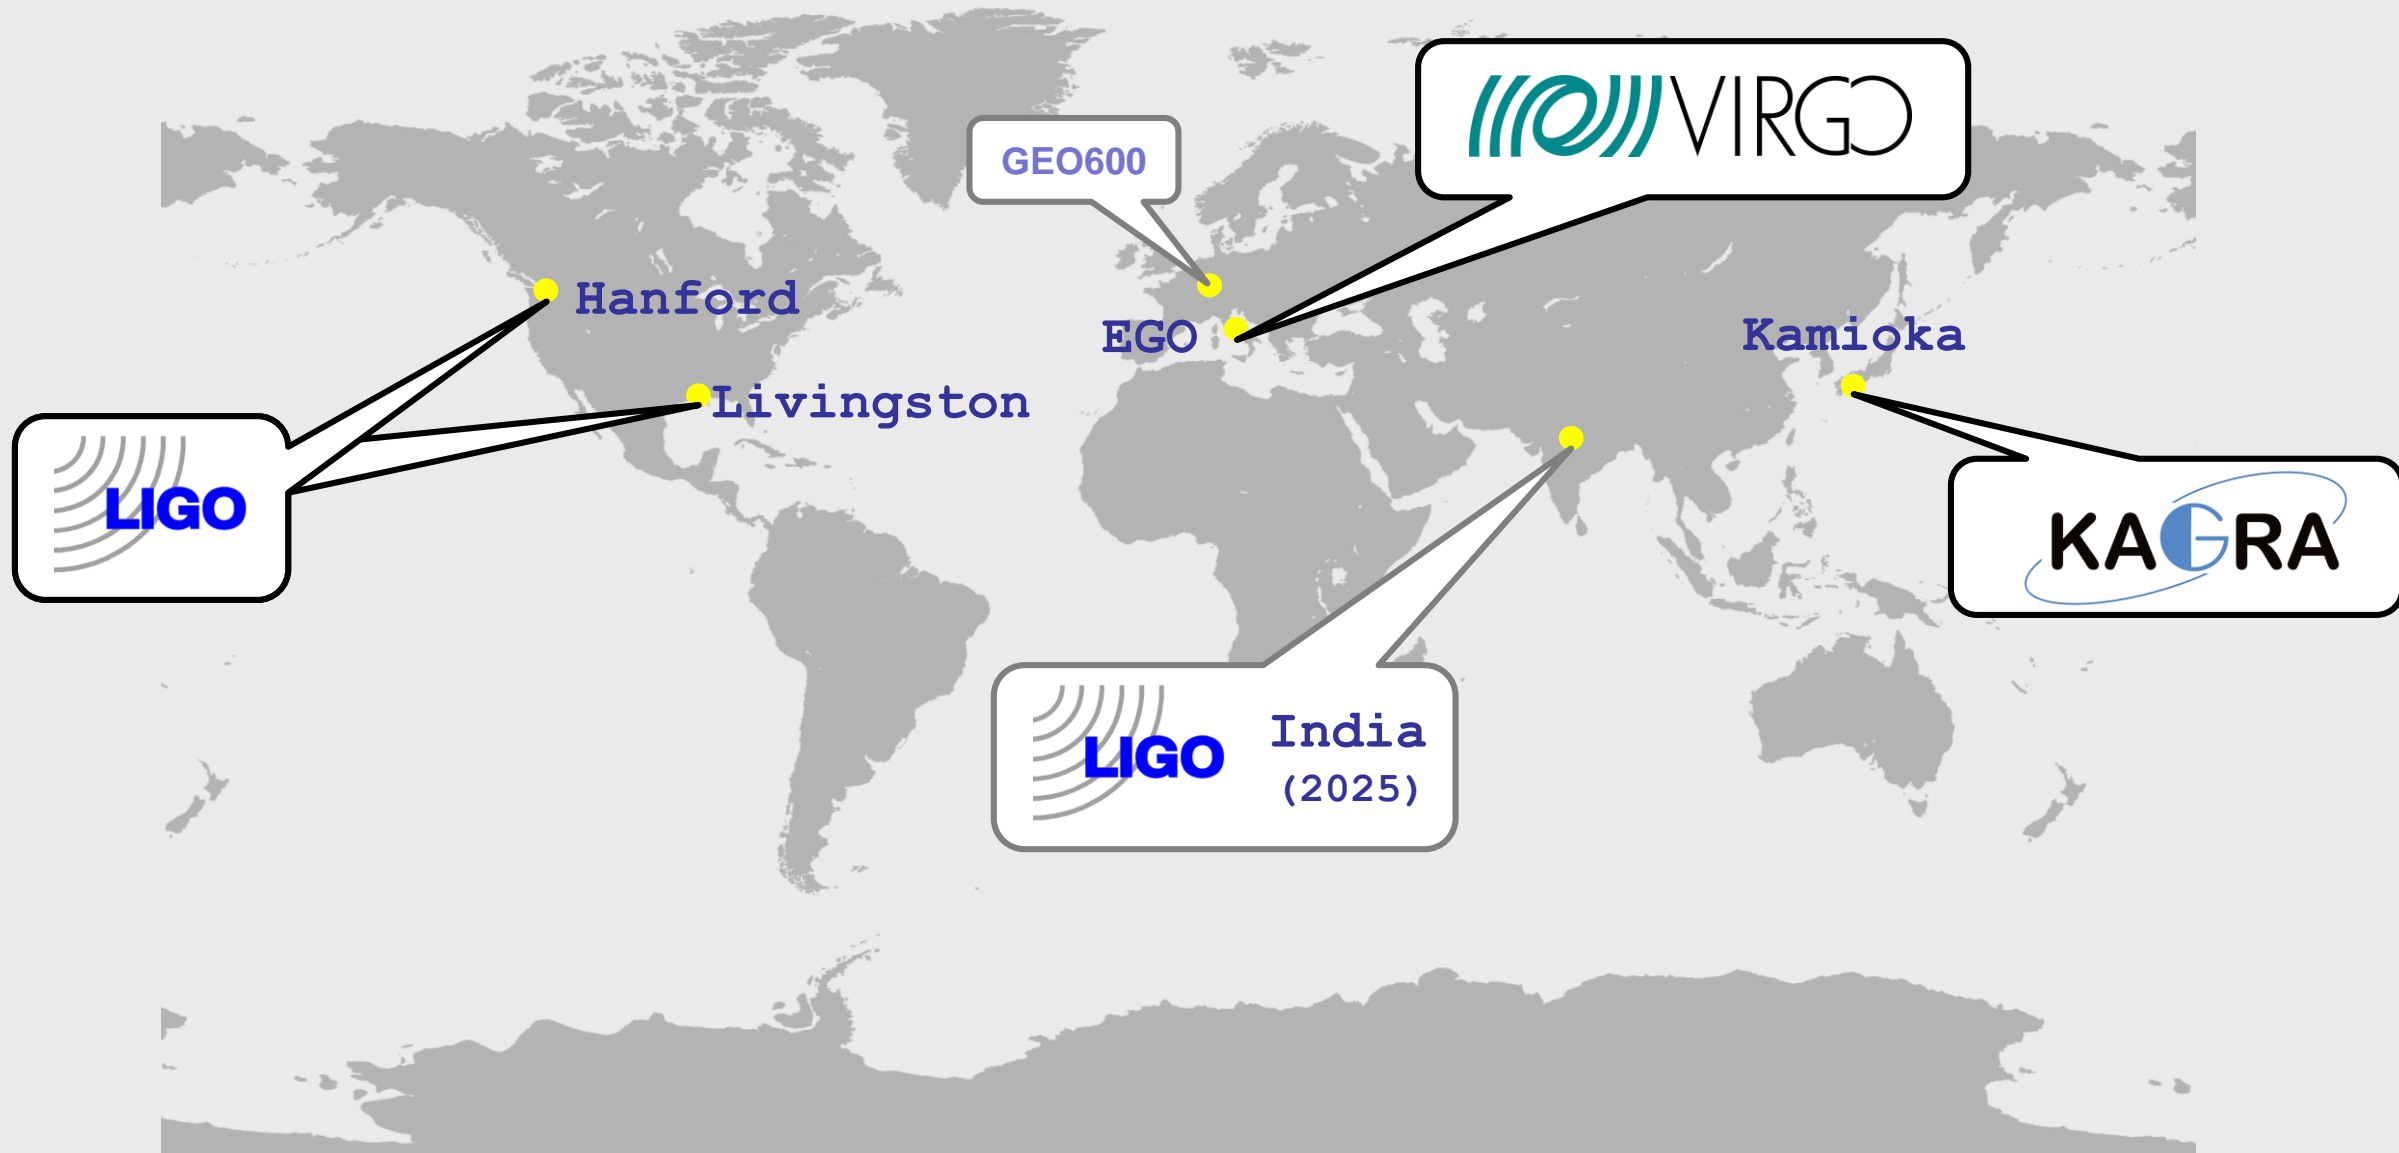 VIRGO
GEO600
Hanford
EGO
Kamioka
Livingston
LIGO
KAGRA
LIGO
India
(2025)